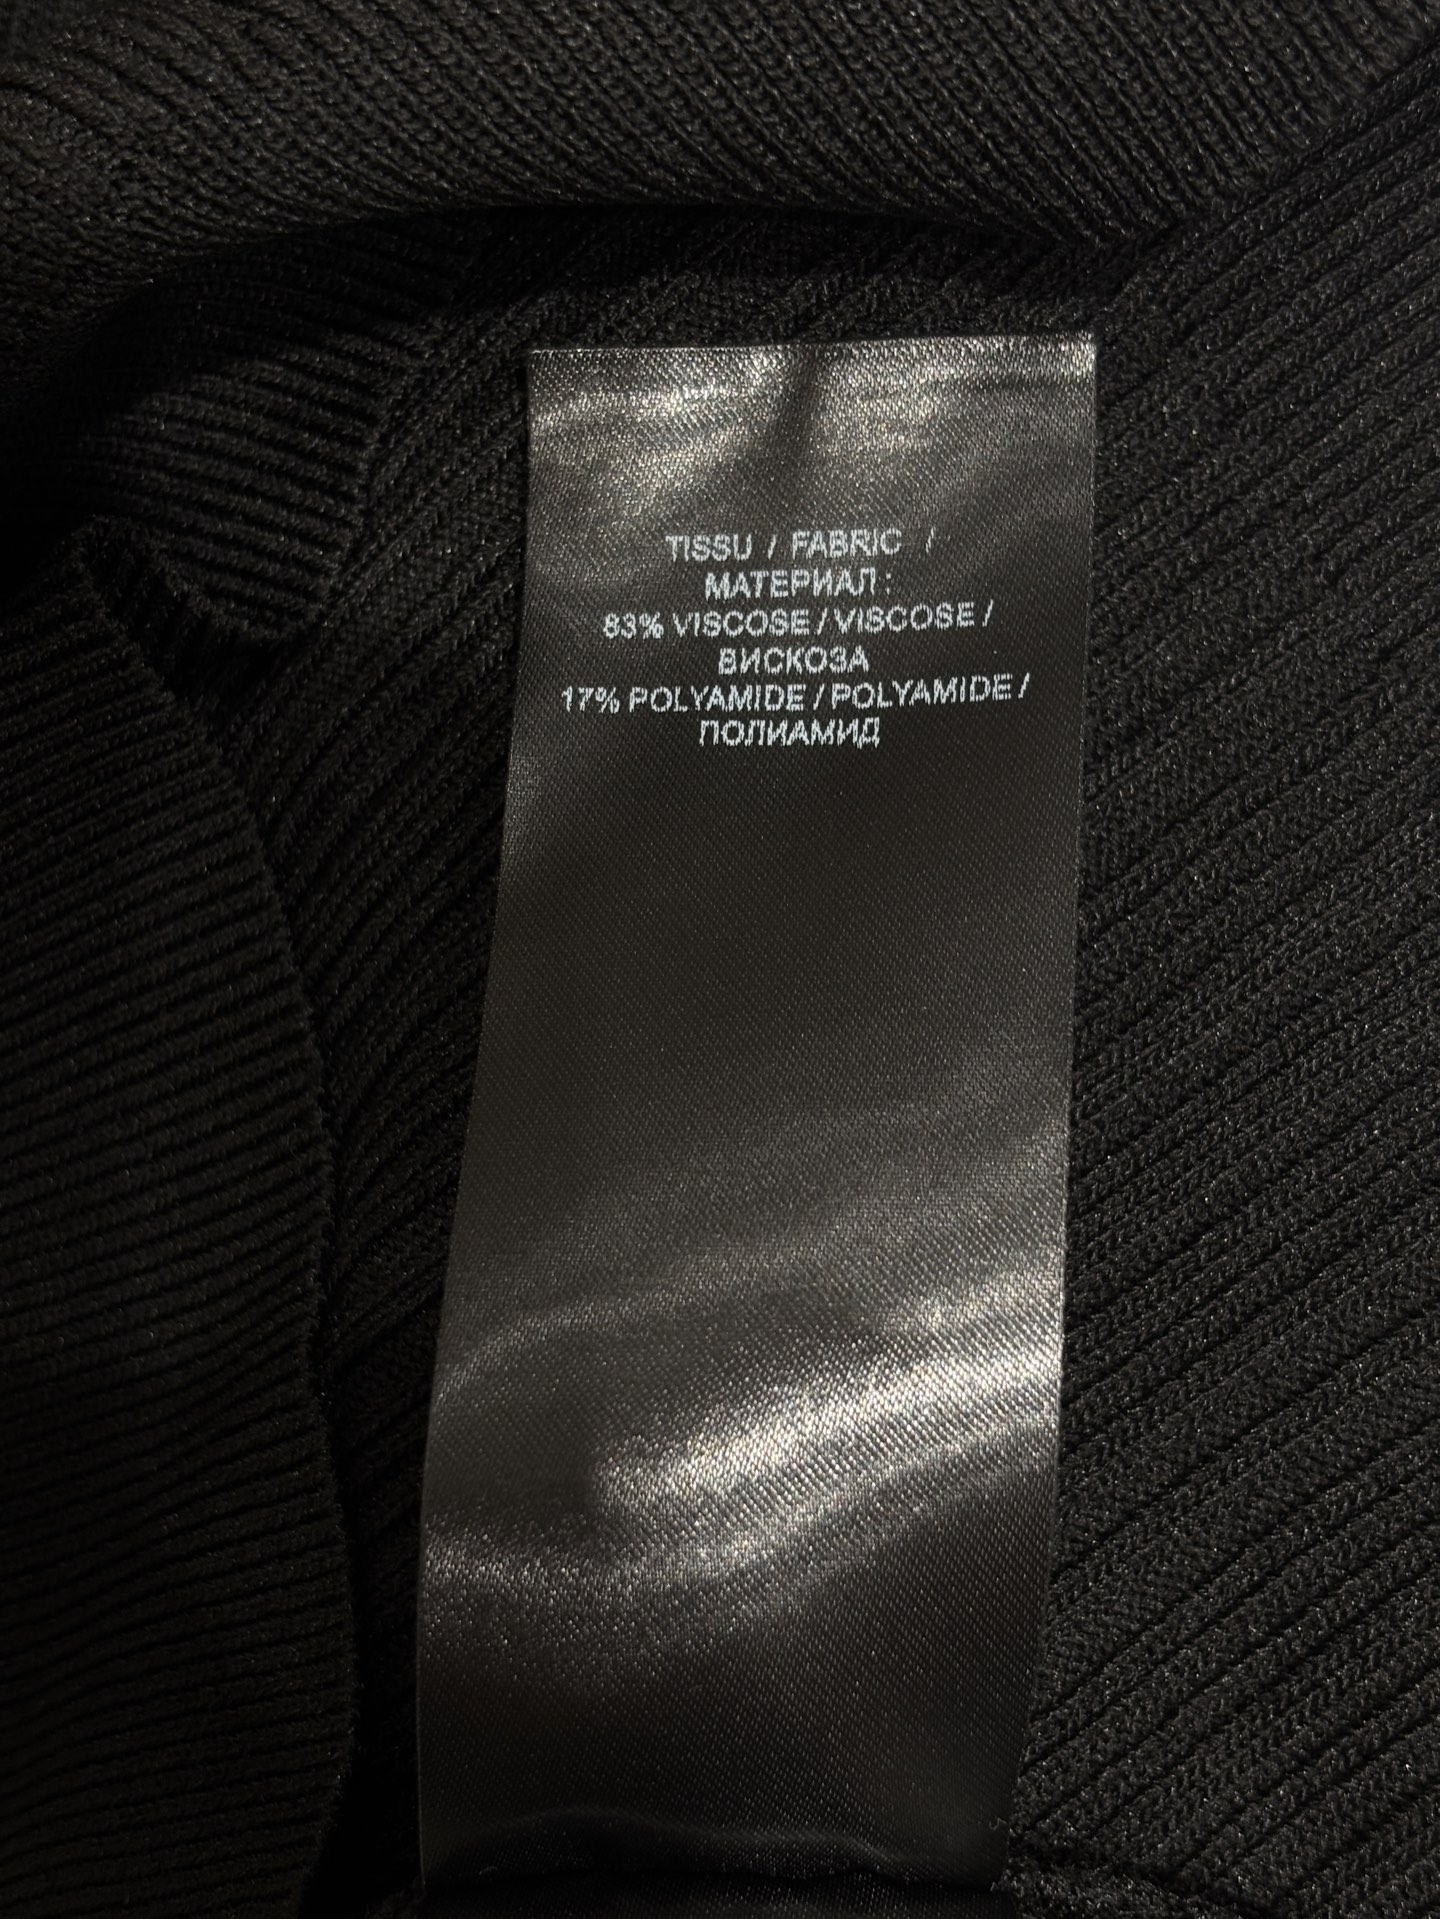 TISSU / FABRIC /
МАТЕРИАЛ :
83% VISCOSE / VISCOSE /
ВИСКОЗА
17% POLYAMIDE / POLYAMIDE /
ПОЛИАМИД